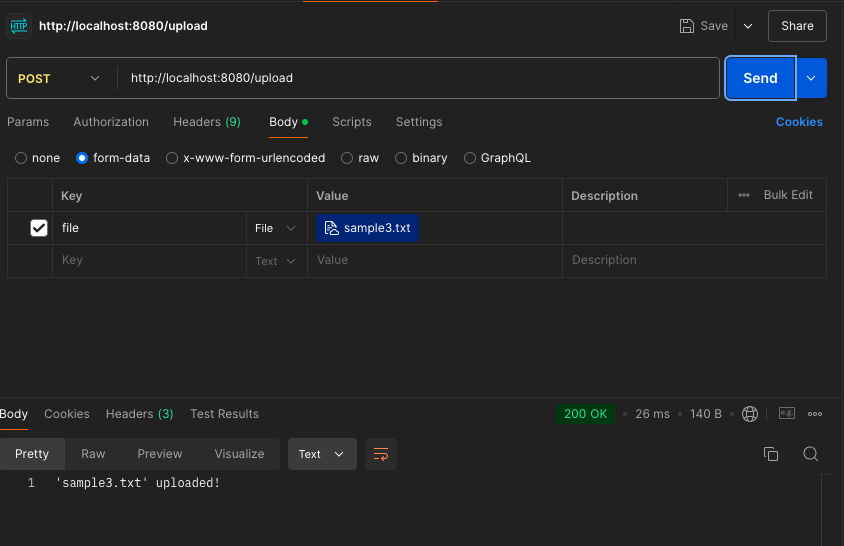 HTTP http://localhost:8080/upload Save Share
POST http://localhost:8080/upload Send
Params Authorization Headers (9) Body Scripts Settings Cookies
none form-data x-www-form-urlencoded raw binary GraphQL
Key Value Description Bulk Edit
file File sample3.txt
Key Text Value Description
Body Cookies Headers (3) Test Results 200 OK 26 ms 140 B e.g.
Pretty Raw Preview Visualize Text
1 'sample3.txt' uploaded!